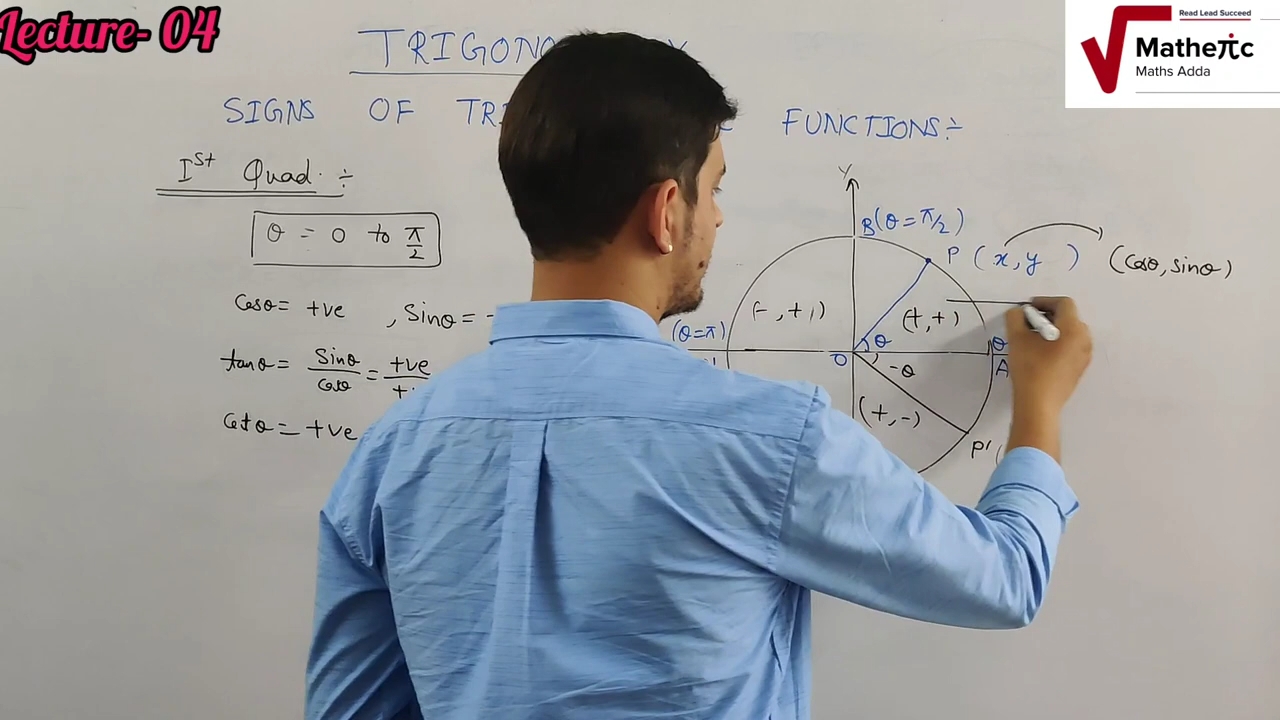 Lecture- 04
Read Lead Succeed
Matheπc
Maths Adda
TRIGONO
SIGNS OF TR FUNCTIONS:-
Ist Quad. :-
θ = 0 to π/2
Cosθ = +ve , Sinθ =
tanθ = Sinθ/Cosθ = +ve/+
Cotθ = +ve
Y
B(θ = π/2)
P (x, y) (Cosθ, Sinθ)
(-, +,)
(+, +)
(θ=π)
O
θ
θ
-θ
A
(+, -)
P' (